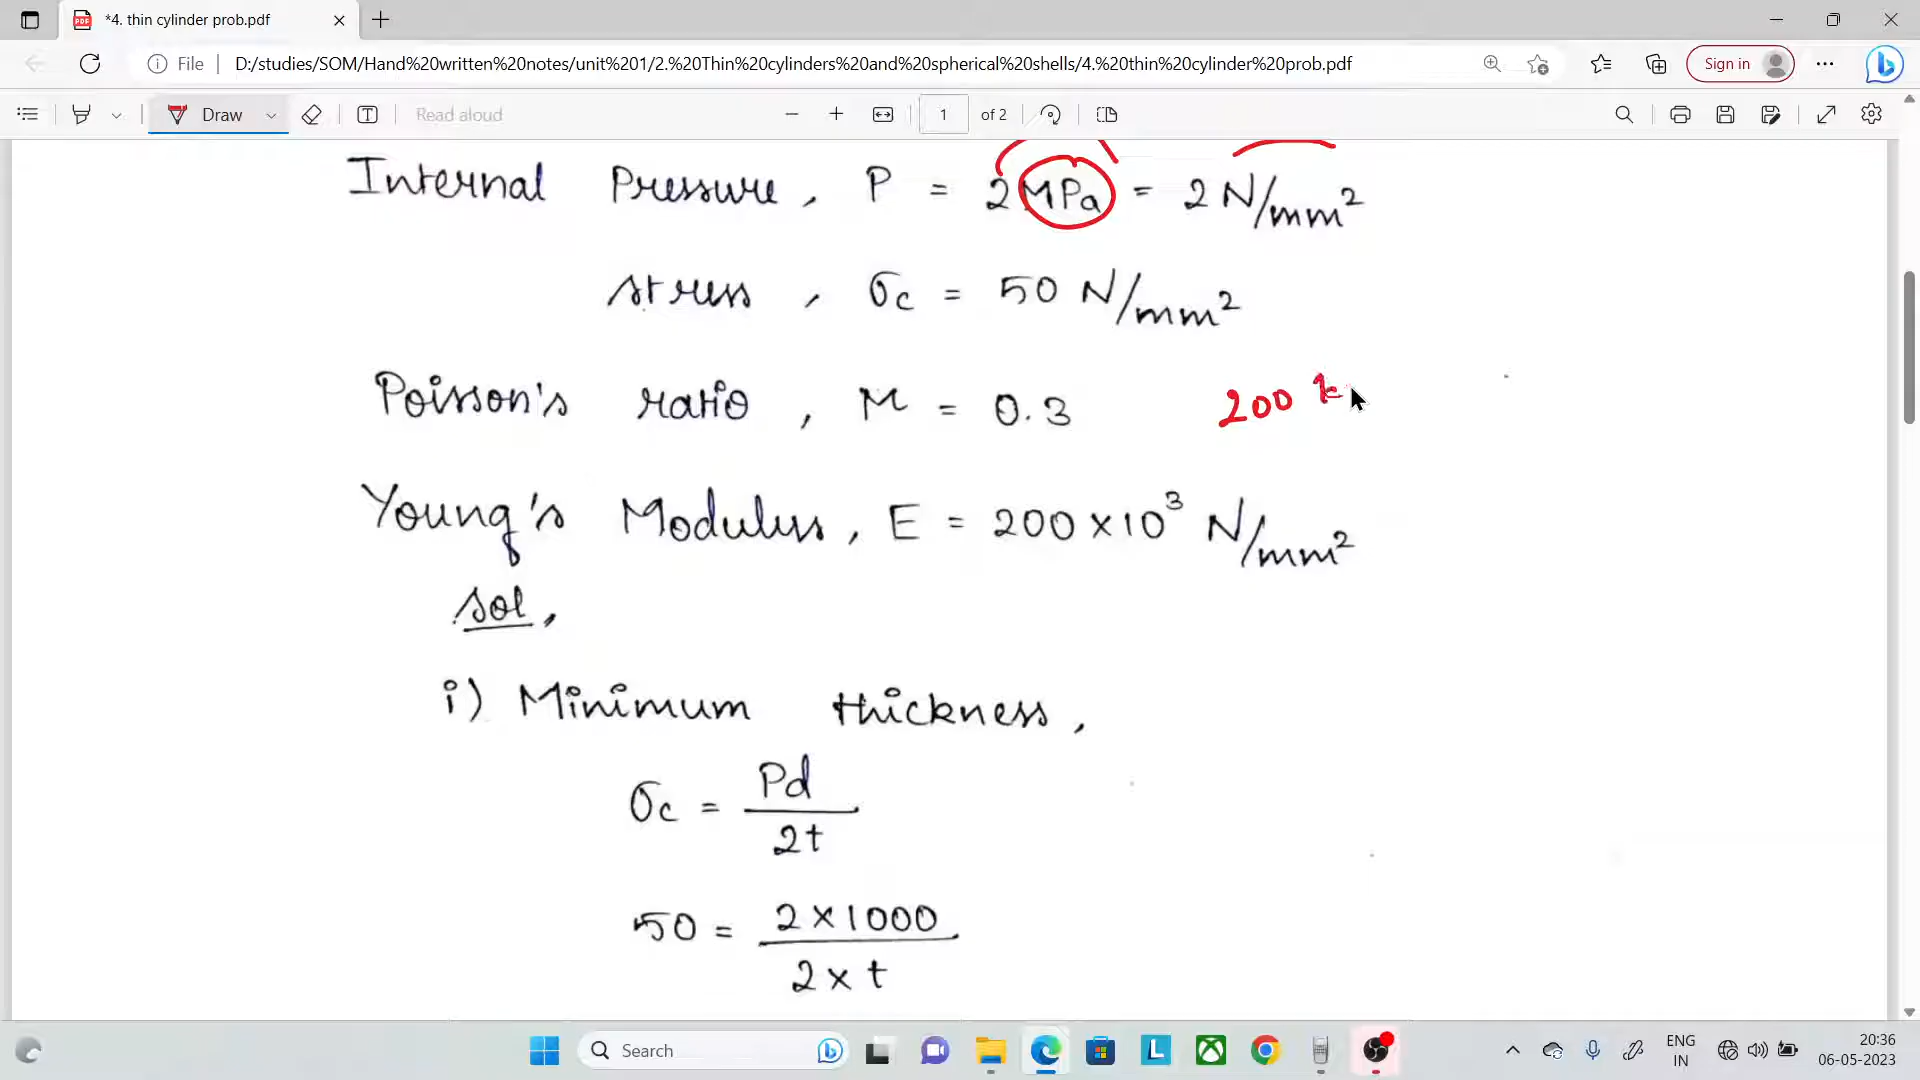 *4. thin cylinder prob.pdf
File
D:/studies/SOM/Hand%20written%20notes/unit%201/2.%20Thin%20cylinders%20and%20spherical%20shells/4.%20thin%20cylinder%20prob.pdf
Sign in
Draw
Read aloud
1 of 2
Internal Pressure, P = 2 MPa = 2 N/mm²
stress, σc = 50 N/mm²
Poisson's ratio, M = 0.3
200 k
Young's Modulus, E = 200 × 10³ N/mm²
Sol,
i) Minimum thickness,
σc = Pd
2t
50 = 2 × 1000
2 × t
Search
ENG
IN
20:36
06-05-2023